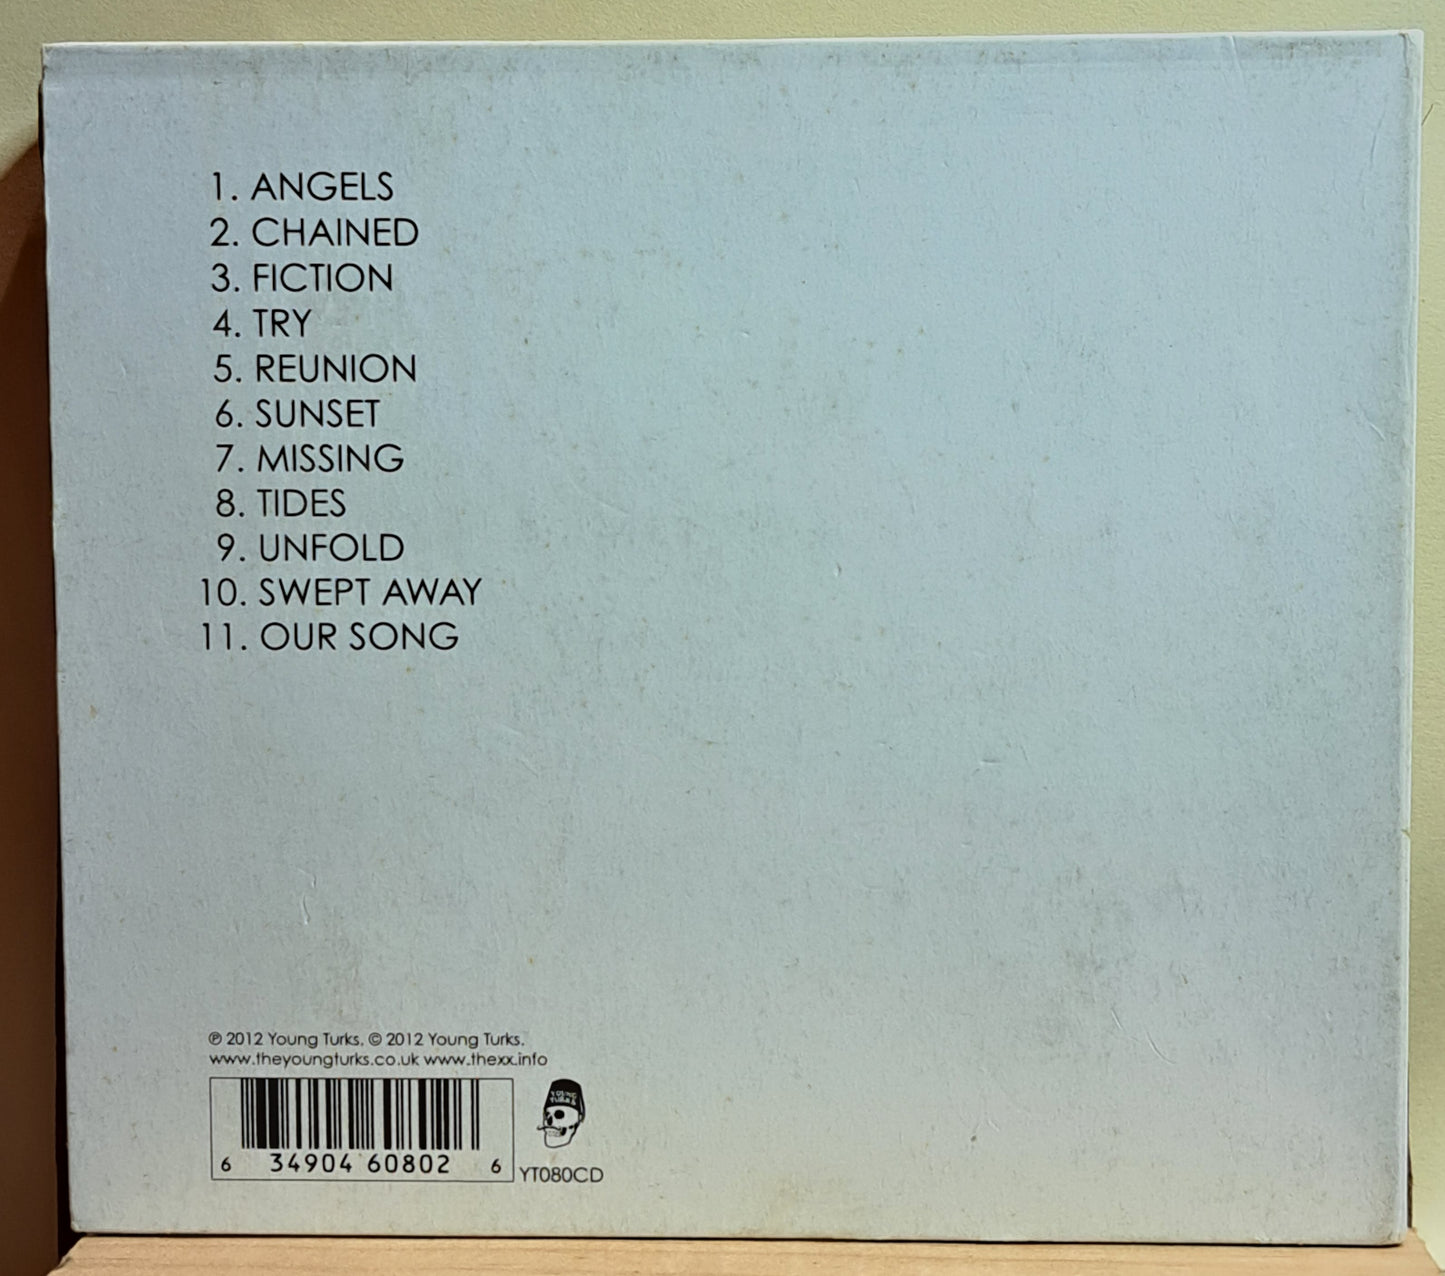 1. ANGELS
2. CHAINED
3. FICTION
4. TRY
5. REUNION
6. SUNSET
7. MISSING
8. TIDES
9. UNFOLD
10. SWEPT AWAY
11. OUR SONG
℗ 2012 Young Turks. © 2012 Young Turks.
www.theyoungturks.co.uk www.thexx.info
YOUNG
TURKS
6 34904 60802 6
YT080CD